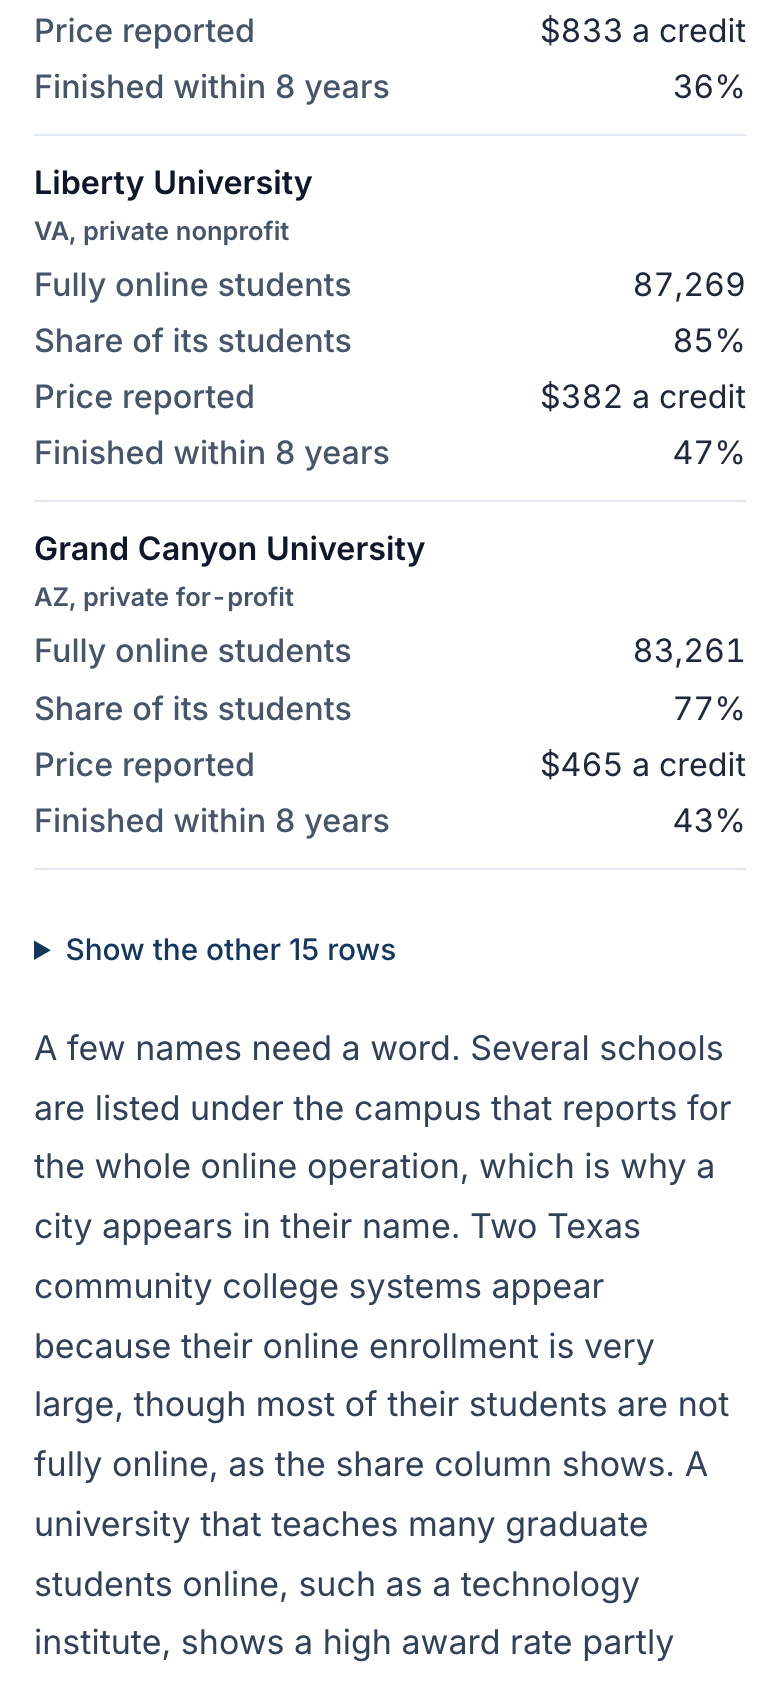 Price reported $833 a credit
Finished within 8 years 36%
Liberty University
VA, private nonprofit
Fully online students 87,269
Share of its students 85%
Price reported $382 a credit
Finished within 8 years 47%
Grand Canyon University
AZ, private for-profit
Fully online students 83,261
Share of its students 77%
Price reported $465 a credit
Finished within 8 years 43%
Show the other 15 rows
A few names need a word. Several schools
are listed under the campus that reports for
the whole online operation, which is why a
city appears in their name. Two Texas
community college systems appear
because their online enrollment is very
large, though most of their students are not
fully online, as the share column shows. A
university that teaches many graduate
students online, such as a technology
institute, shows a high award rate partly